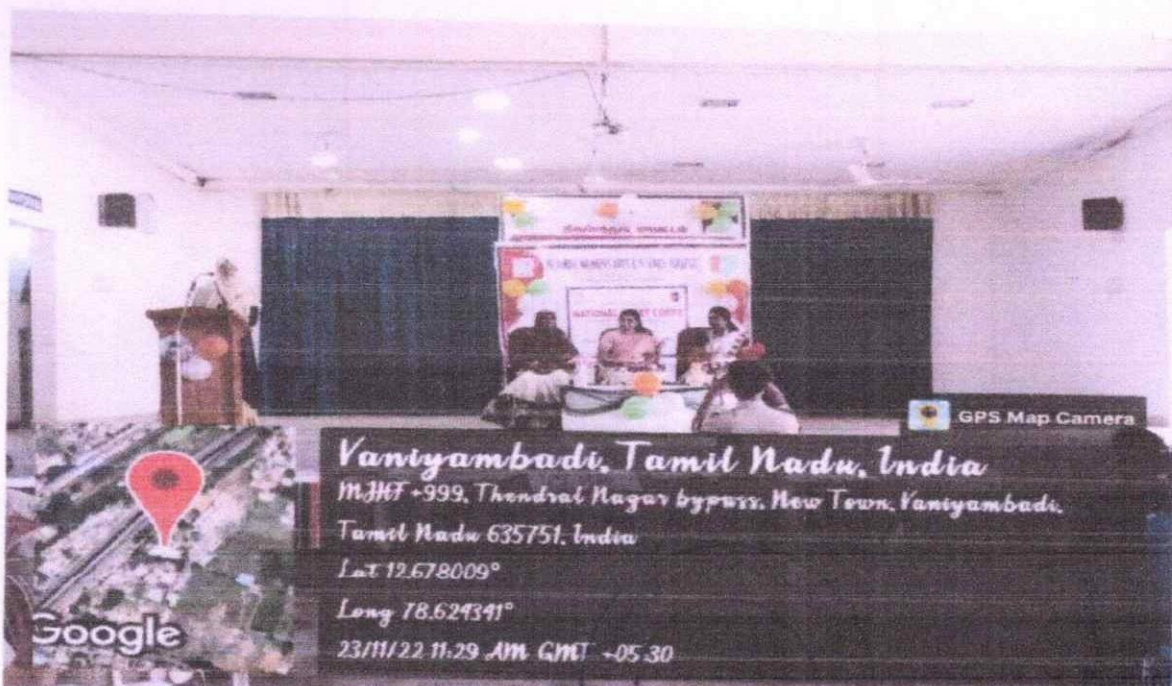 NATIONAL
GPS Map Camera
Vaniyambadi, Tamil Nadu, India
MJHF+999, Thendral Nagar bypass, New Town, Vaniyambadi,
Tamil Nadu 635751, India
Lat 12.678009°
Long 78.624341°
23/11/22 11:29 AM GMT +05:30
Google